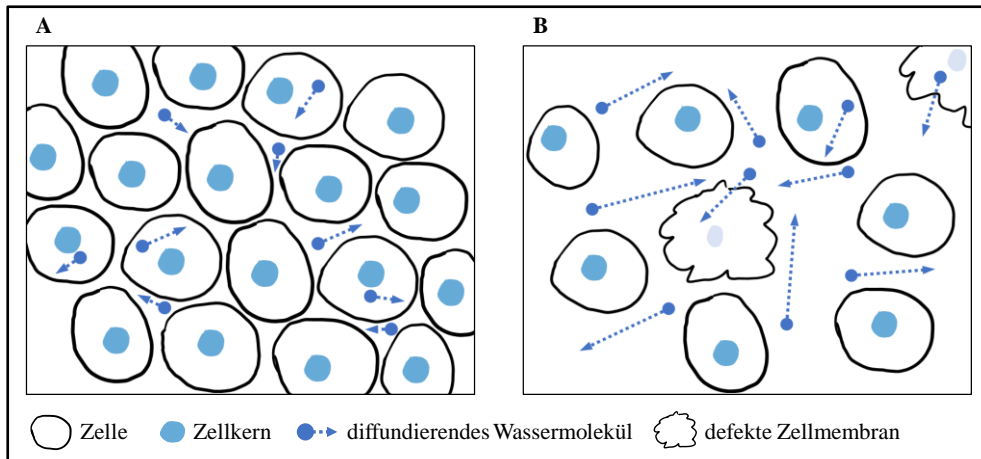 A
B
Zelle
Zellkern
diffundierendes Wassermolekül
defekte Zellmembran